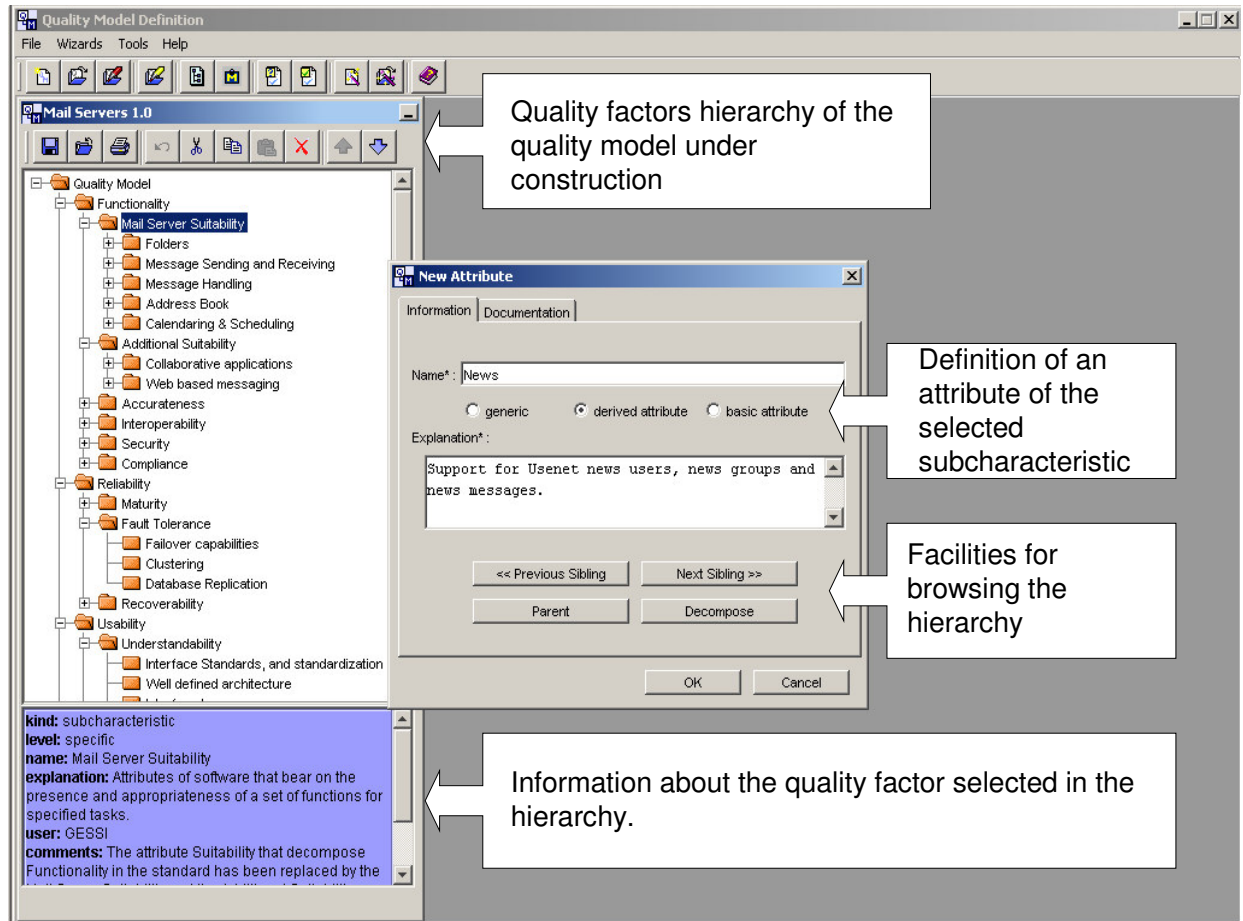 Quality Model Definition
File Wizards Tools Help
Mail Servers 1.0
Quality factors hierarchy of the
quality model under
construction
Quality Model
Functionality
Mail Server Suitability
Folders
Message Sending and Receiving
Message Handling
Address Book
Calendaring & Scheduling
Additional Suitability
Collaborative applications
Web based messaging
Accurateness
Interoperability
Security
Compliance
Reliability
Maturity
Fault Tolerance
Failover capabilities
Clustering
Database Replication
Recoverability
Usability
Understandability
Interface Standards, and standardization
Well defined architecture
New Attribute
Information Documentation
Name* : News
generic derived attribute basic attribute
Explanation* :
Support for Usenet news users, news groups and
news messages.
<< Previous Sibling Next Sibling >>
Parent Decompose
OK Cancel
Definition of an
attribute of the
selected
subcharacteristic
Facilities for
browsing the
hierarchy
kind: subcharacteristic
level: specific
name: Mail Server Suitability
explanation: Attributes of software that bear on the
presence and appropriateness of a set of functions for
specified tasks.
user: GESSI
comments: The attribute Suitability that decompose
Functionality in the standard has been replaced by the
Information about the quality factor selected in the
hierarchy.